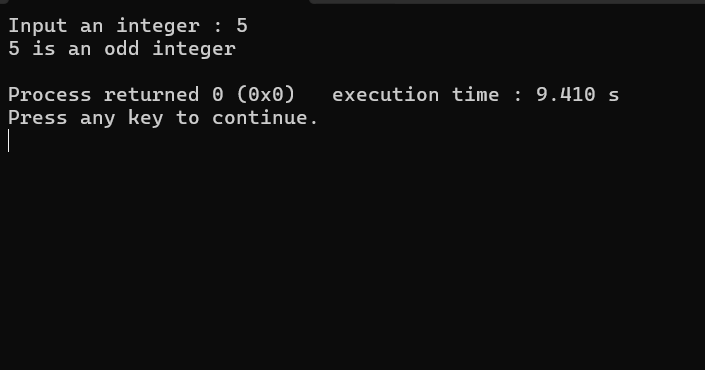 Input an integer : 5
5 is an odd integer
Process returned 0 (0x0)   execution time : 9.410 s
Press any key to continue.